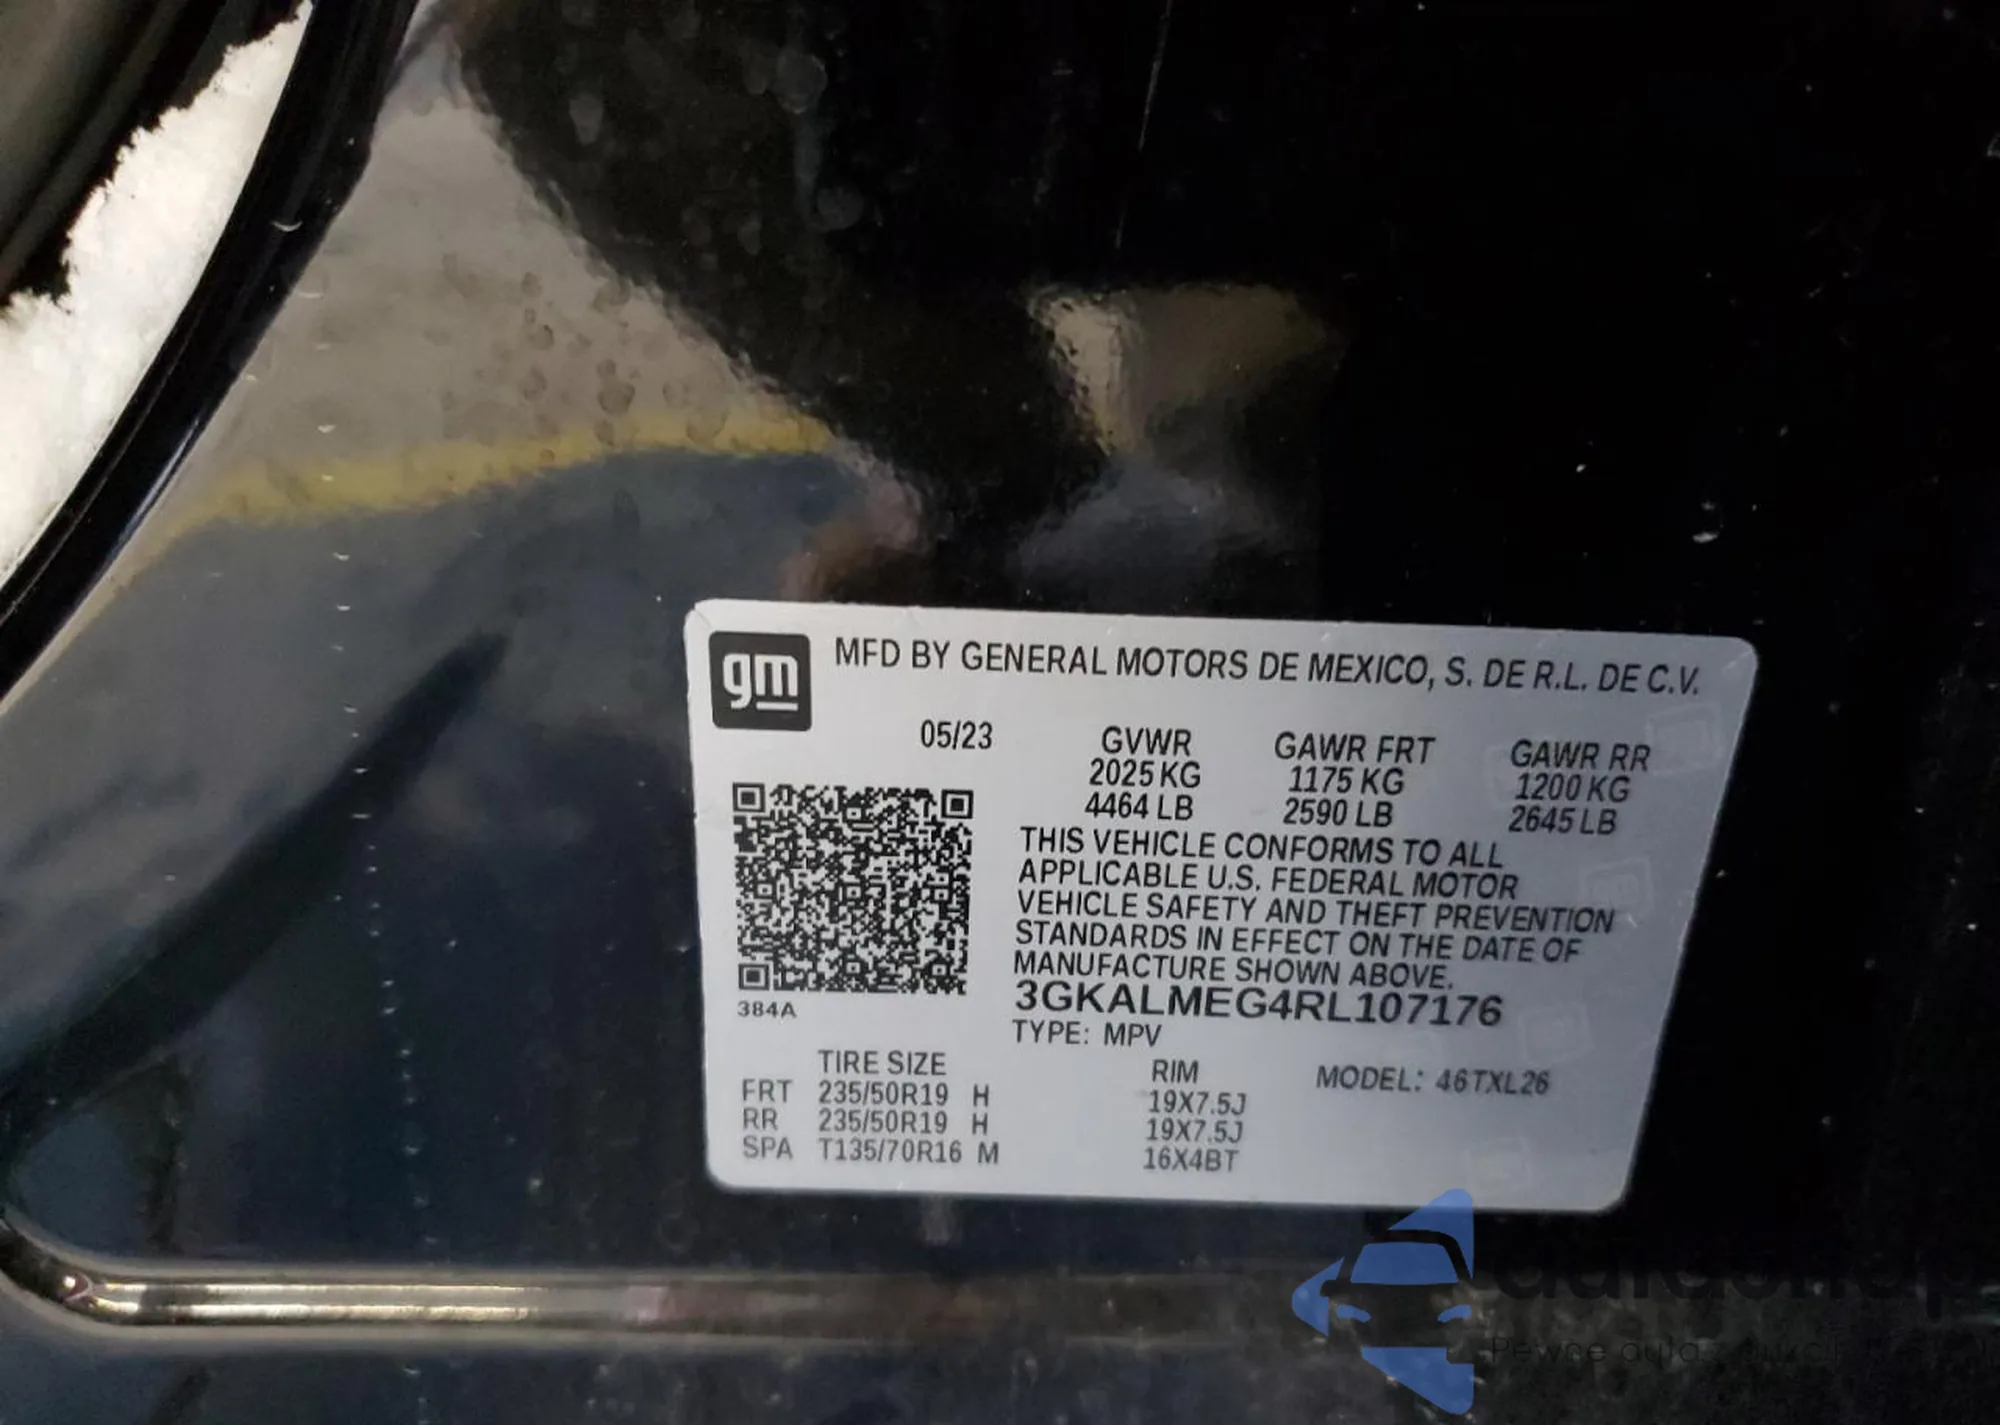 gm
MFD BY GENERAL MOTORS DE MEXICO, S. DE R.L. DE C.V.
05/23 GVWR GAWR FRT GAWR RR
2025 KG 1175 KG 1200 KG
4464 LB 2590 LB 2645 LB
THIS VEHICLE CONFORMS TO ALL
APPLICABLE U.S. FEDERAL MOTOR
VEHICLE SAFETY AND THEFT PREVENTION
STANDARDS IN EFFECT ON THE DATE OF
MANUFACTURE SHOWN ABOVE.
384A 3GKALMEG4RL107176
TYPE: MPV
TIRE SIZE RIM MODEL: 46TXL26
FRT 235/50R19 H 19X7.5J
RR 235/50R19 H 19X7.5J
SPA T135/70R16 M 16X4BT
Pewne auta